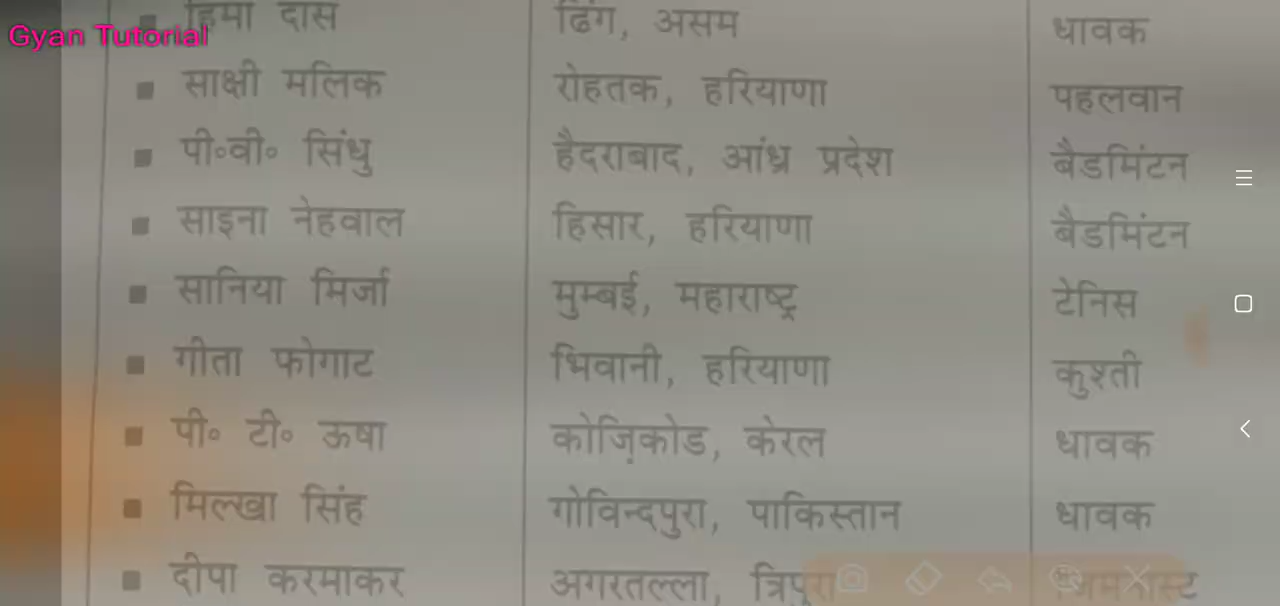 Gyan Tutorial
हिमा दास ढिंग, असम धावक
साक्षी मलिक रोहतक, हरियाणा पहलवान
पी॰वी॰ सिंधु हैदराबाद, आंध्र प्रदेश बैडमिंटन
साइना नेहवाल हिसार, हरियाणा बैडमिंटन
सानिया मिर्जा मुम्बई, महाराष्ट्र टेनिस
गीता फोगाट भिवानी, हरियाणा कुश्ती
पी॰ टी॰ ऊषा कोज़िकोड, केरल धावक
मिल्खा सिंह गोविन्दपुरा, पाकिस्तान धावक
दीपा करमाकर अगरतल्ला, त्रिपुरा